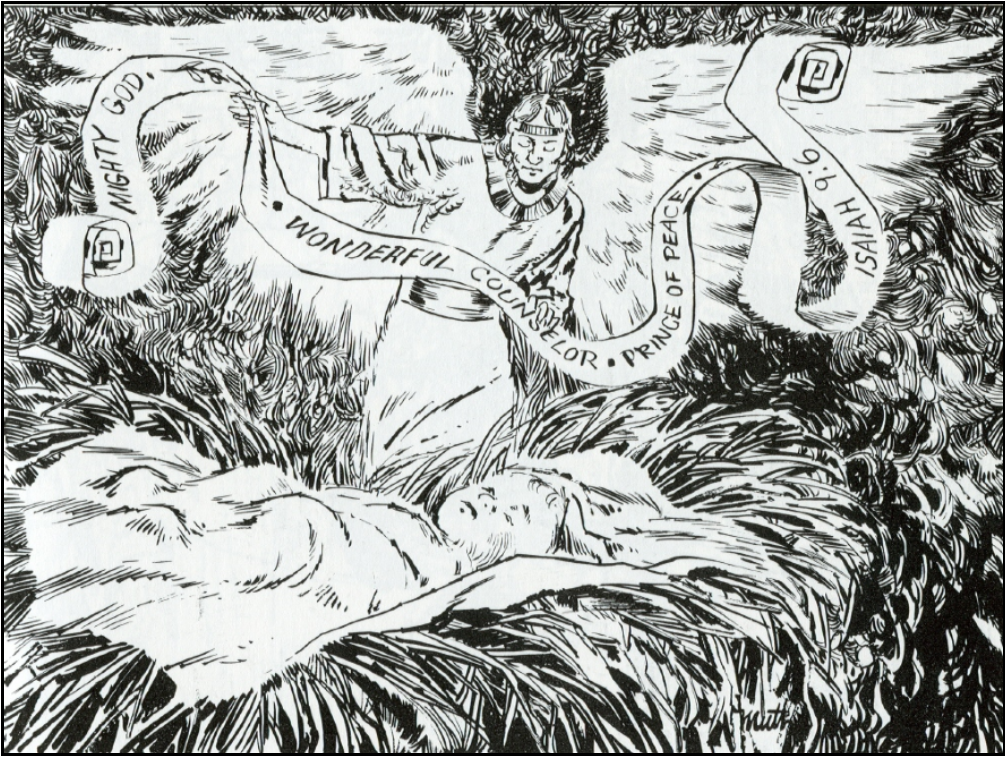 MIGHTY GOD.
• WONDERFUL COUNSELOR • PRINCE OF PEACE •
ISAIAH 9:6